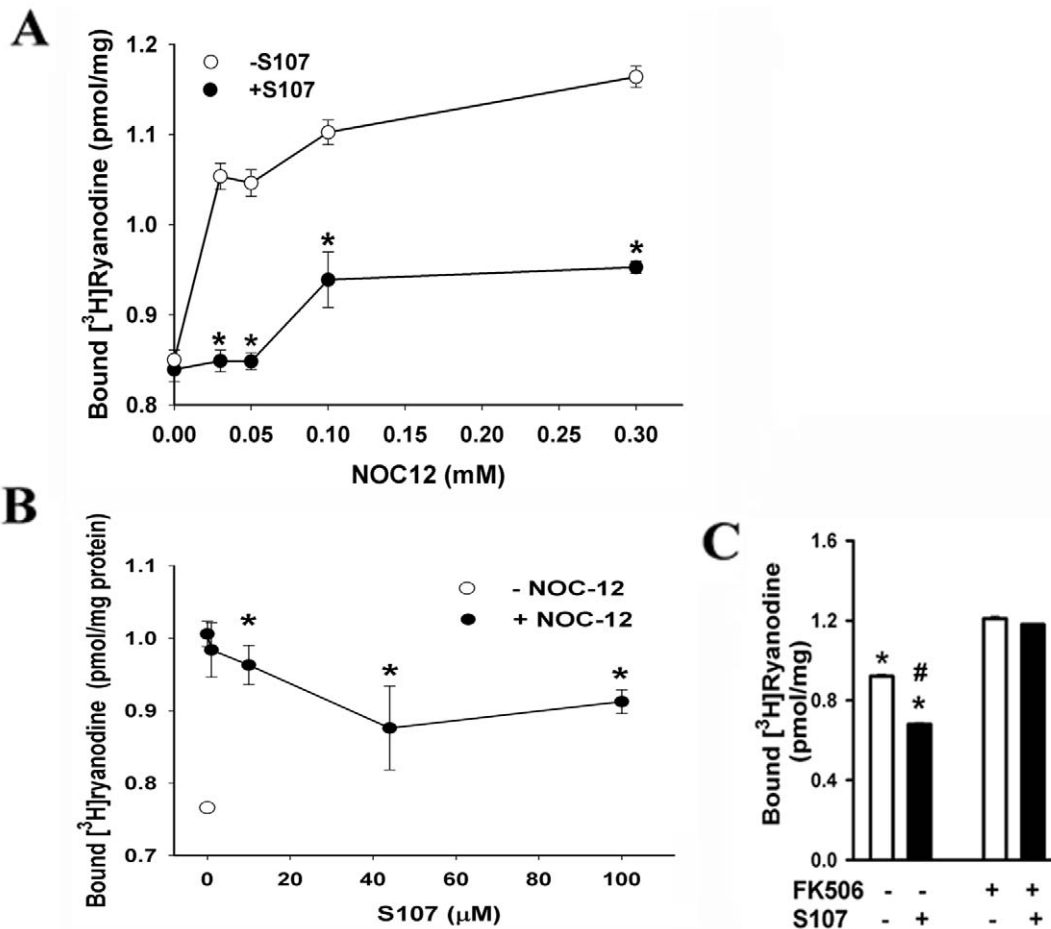 A
1.2
1.1
1.0
0.9
0.8
Bound [³H]Ryanodine (pmol/mg)
-S107
+S107
*
*
*
*
0.00 0.05 0.10 0.15 0.20 0.25 0.30
NOC12 (mM)
B
1.1
1.0
0.9
0.8
0.7
Bound [³H]ryanodine (pmol/mg protein)
- NOC-12
+ NOC-12
*
*
*
0 20 40 60 80 100
S107 (µM)
C
1.6
1.2
0.8
0.4
0.0
Bound [³H]Ryanodine
(pmol/mg)
*
#
*
FK506 - - + +
S107 - + - +